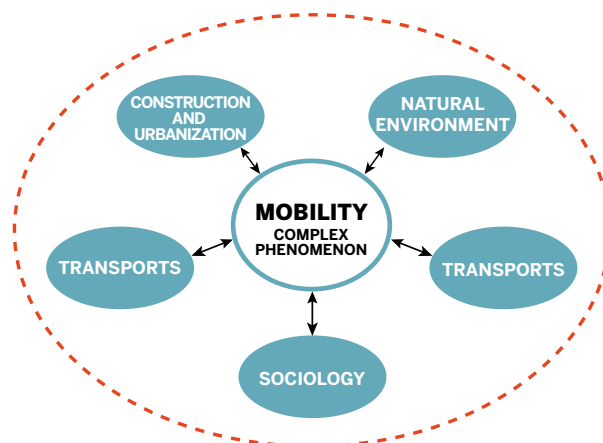 CONSTRUCTION
AND
URBANIZATION
NATURAL
ENVIRONMENT
MOBILITY
COMPLEX
PHENOMENON
TRANSPORTS
TRANSPORTS
SOCIOLOGY